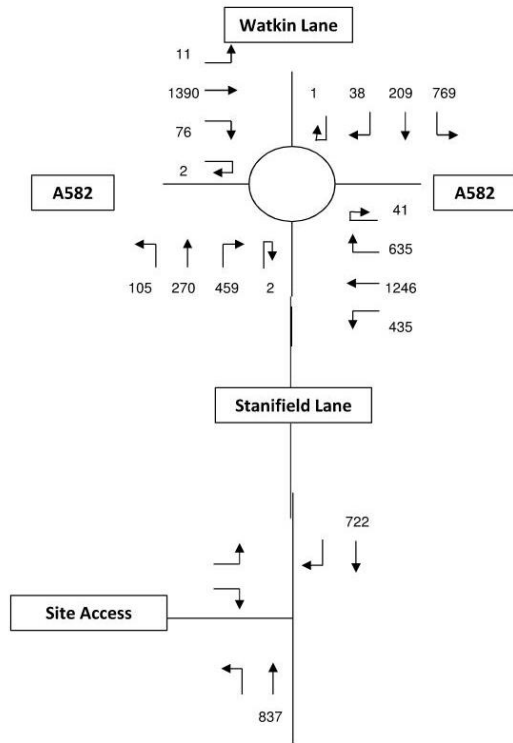 Watkin Lane
11
1390
76
2
1 38 209 769
A582
A582
41
635
1246
435
105 270 459 2
Stanifield Lane
722
Site Access
837